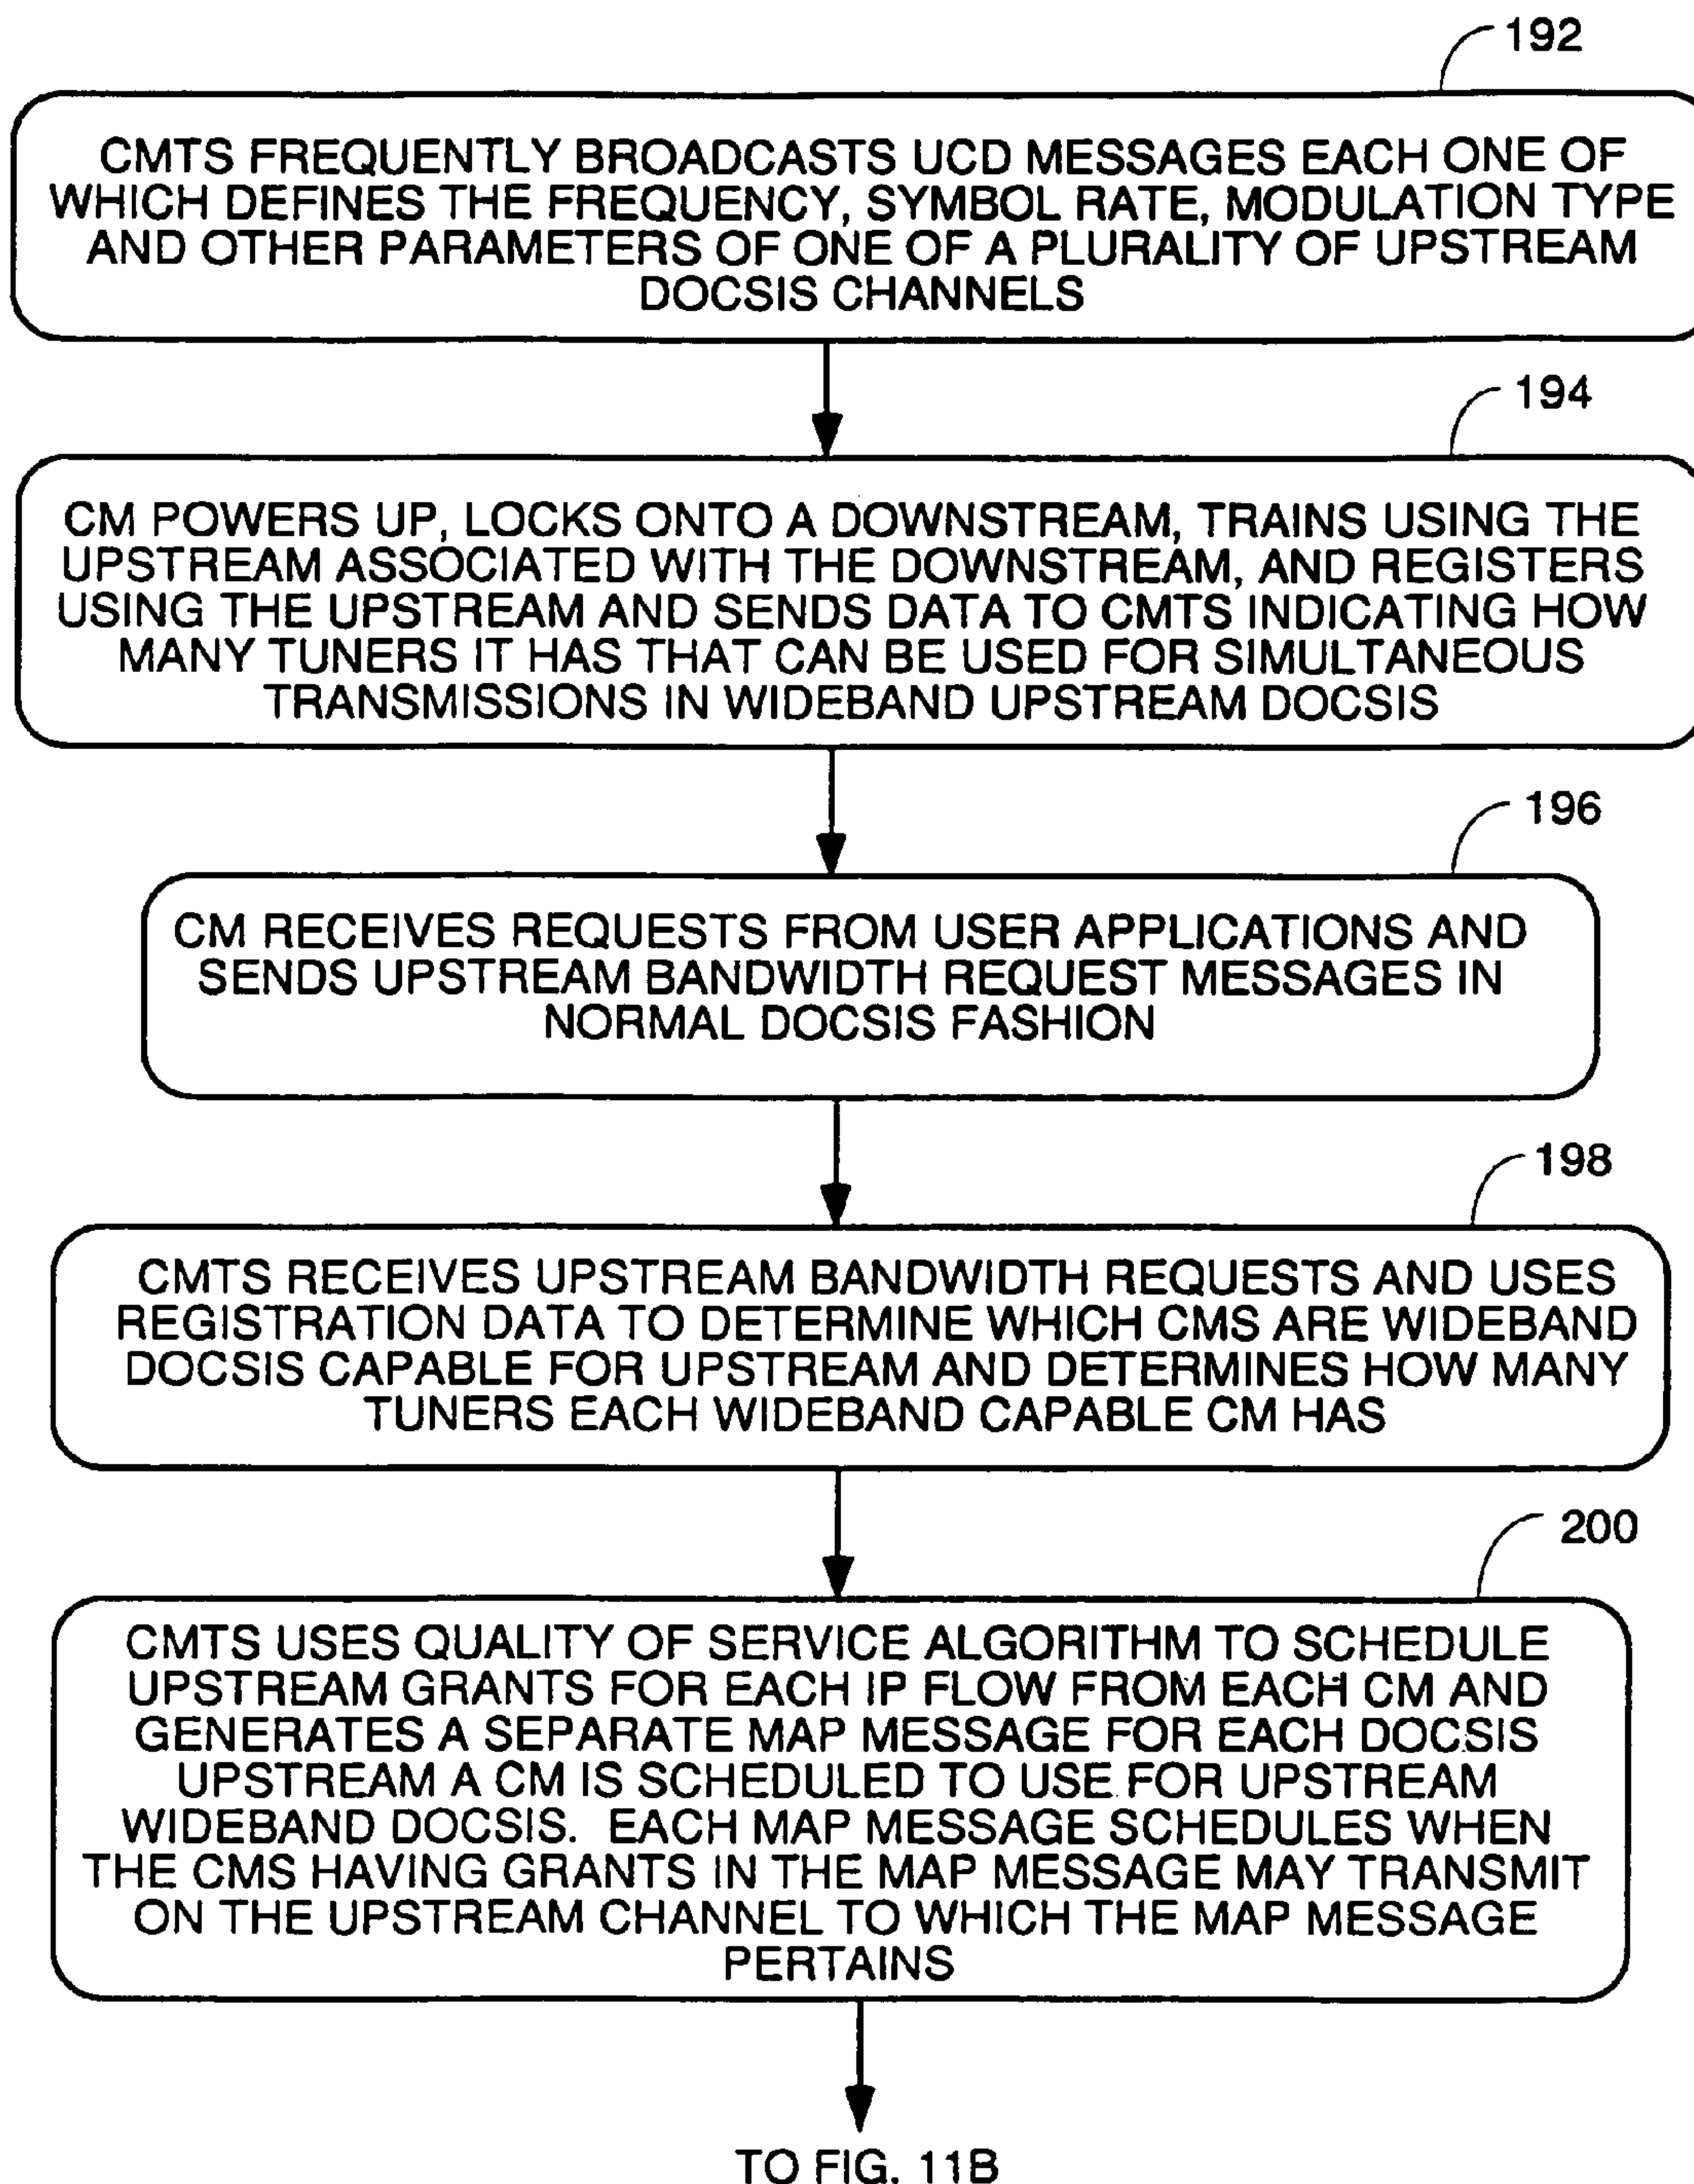 192
CMTS FREQUENTLY BROADCASTS UCD MESSAGES EACH ONE OF
WHICH DEFINES THE FREQUENCY, SYMBOL RATE, MODULATION TYPE
AND OTHER PARAMETERS OF ONE OF A PLURALITY OF UPSTREAM
DOCSIS CHANNELS
194
CM POWERS UP, LOCKS ONTO A DOWNSTREAM, TRAINS USING THE
UPSTREAM ASSOCIATED WITH THE DOWNSTREAM, AND REGISTERS
USING THE UPSTREAM AND SENDS DATA TO CMTS INDICATING HOW
MANY TUNERS IT HAS THAT CAN BE USED FOR SIMULTANEOUS
TRANSMISSIONS IN WIDEBAND UPSTREAM DOCSIS
196
CM RECEIVES REQUESTS FROM USER APPLICATIONS AND
SENDS UPSTREAM BANDWIDTH REQUEST MESSAGES IN
NORMAL DOCSIS FASHION
198
CMTS RECEIVES UPSTREAM BANDWIDTH REQUESTS AND USES
REGISTRATION DATA TO DETERMINE WHICH CMS ARE WIDEBAND
DOCSIS CAPABLE FOR UPSTREAM AND DETERMINES HOW MANY
TUNERS EACH WIDEBAND CAPABLE CM HAS
200
CMTS USES QUALITY OF SERVICE ALGORITHM TO SCHEDULE
UPSTREAM GRANTS FOR EACH IP FLOW FROM EACH CM AND
GENERATES A SEPARATE MAP MESSAGE FOR EACH DOCSIS
UPSTREAM A CM IS SCHEDULED TO USE FOR UPSTREAM
WIDEBAND DOCSIS. EACH MAP MESSAGE SCHEDULES WHEN
THE CMS HAVING GRANTS IN THE MAP MESSAGE MAY TRANSMIT
ON THE UPSTREAM CHANNEL TO WHICH THE MAP MESSAGE
PERTAINS
TO FIG. 11B